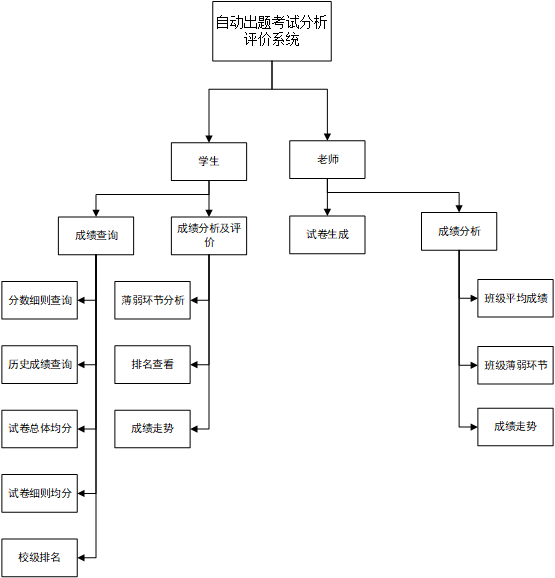 自动出题考试分析
评价系统
学生
老师
成绩查询
成绩分析及评
价
试卷生成
成绩分析
分数细则查询
薄弱环节分析
班级平均成绩
历史成绩查询
排名查看
班级薄弱环节
试卷总体均分
成绩走势
成绩走势
试卷细则均分
校级排名